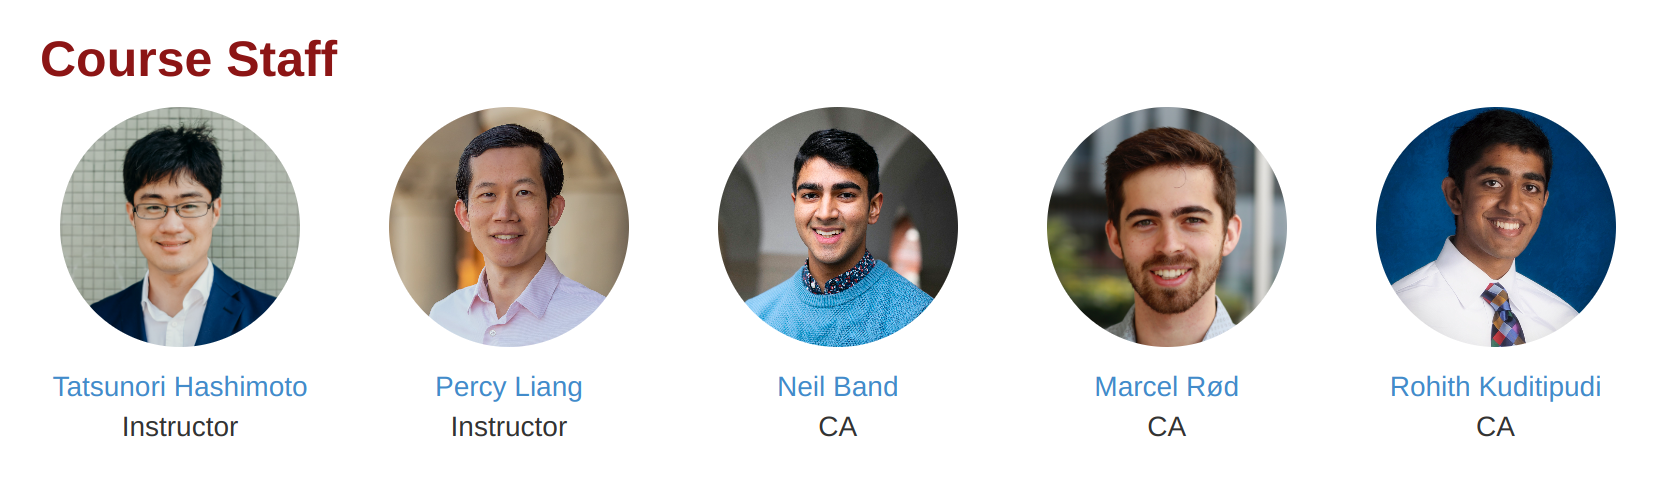 Course Staff
Tatsunori Hashimoto
Percy Liang
Neil Band
Marcel Rød
Rohith Kuditipudi
Instructor
Instructor
CA
CA
CA